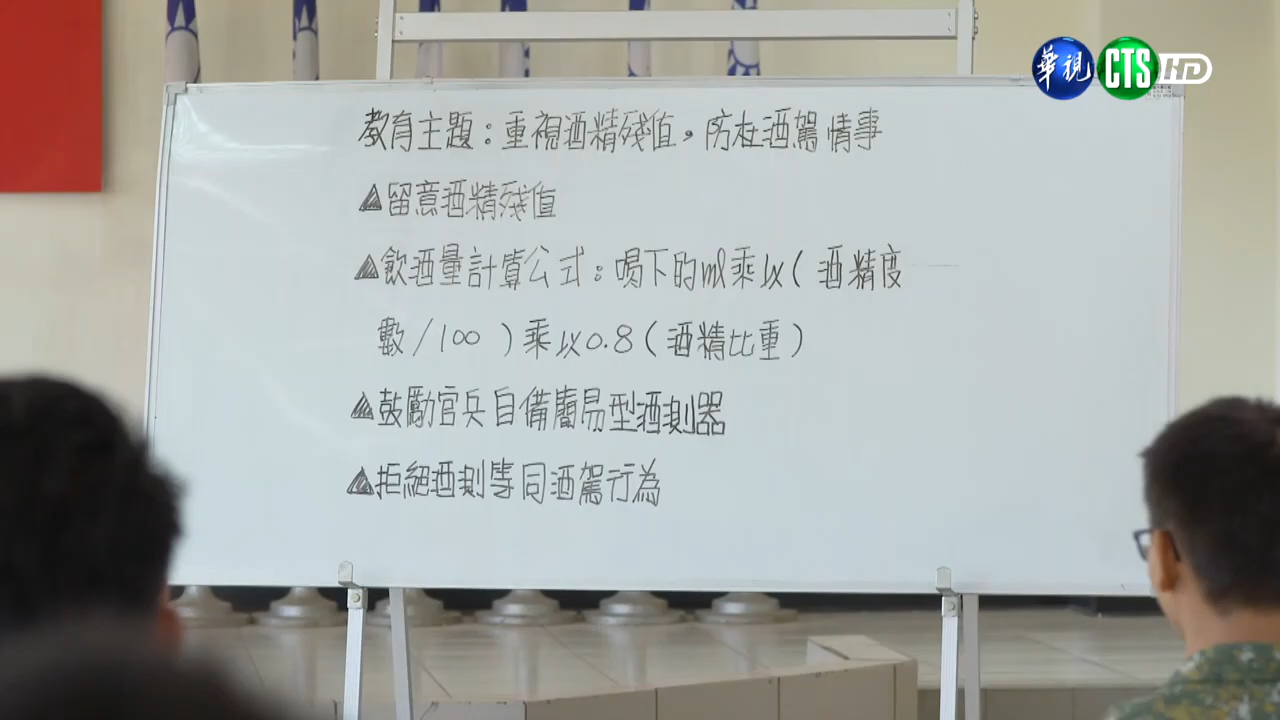 華視 CTS HD
教育主題：重視酒精殘值，防杜酒駕情事
▲留意酒精殘值
▲飲酒量計算公式：喝下的ml乘以(酒精度
數/100)乘以0.8(酒精比重)
▲鼓勵官兵自備簡易型酒測器
▲拒絕酒測等同酒駕行為